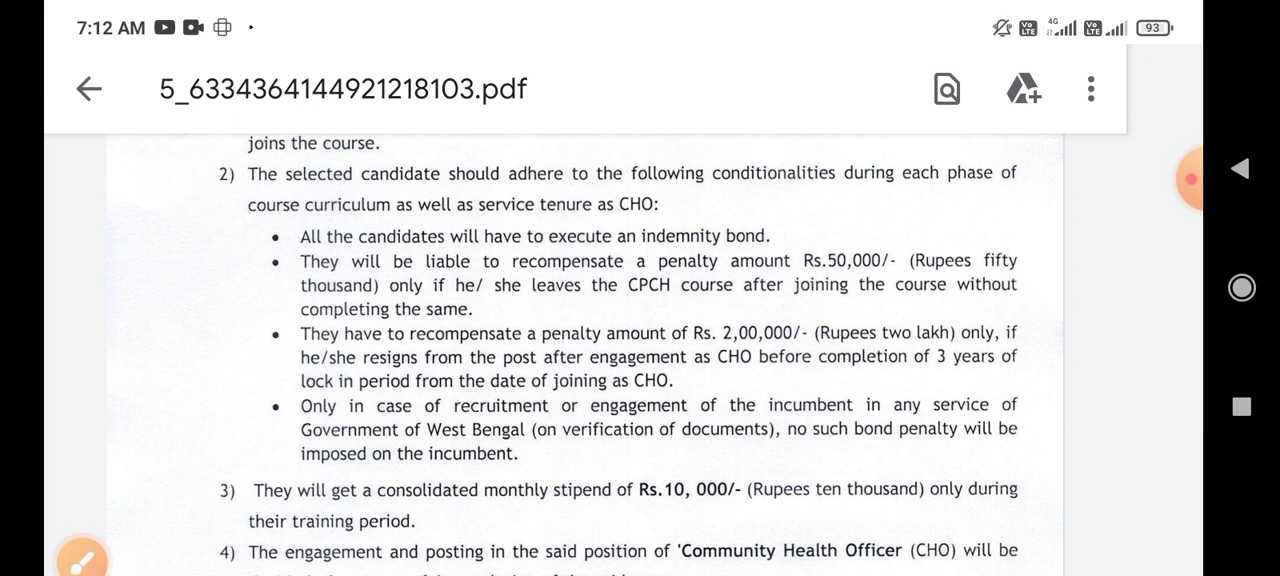 7:12 AM
4G
Vo LTE
Vo LTE
93
5_6334364144921218103.pdf
joins the course.
2) The selected candidate should adhere to the following conditionalities during each phase of
course curriculum as well as service tenure as CHO:
• All the candidates will have to execute an indemnity bond.
• They will be liable to recompensate a penalty amount Rs.50,000/- (Rupees fifty
thousand) only if he/ she leaves the CPCH course after joining the course without
completing the same.
• They have to recompensate a penalty amount of Rs. 2,00,000/- (Rupees two lakh) only, if
he/she resigns from the post after engagement as CHO before completion of 3 years of
lock in period from the date of joining as CHO.
• Only in case of recruitment or engagement of the incumbent in any service of
Government of West Bengal (on verification of documents), no such bond penalty will be
imposed on the incumbent.
3) They will get a consolidated monthly stipend of Rs.10, 000/- (Rupees ten thousand) only during
their training period.
4) The engagement and posting in the said position of 'Community Health Officer (CHO) will be